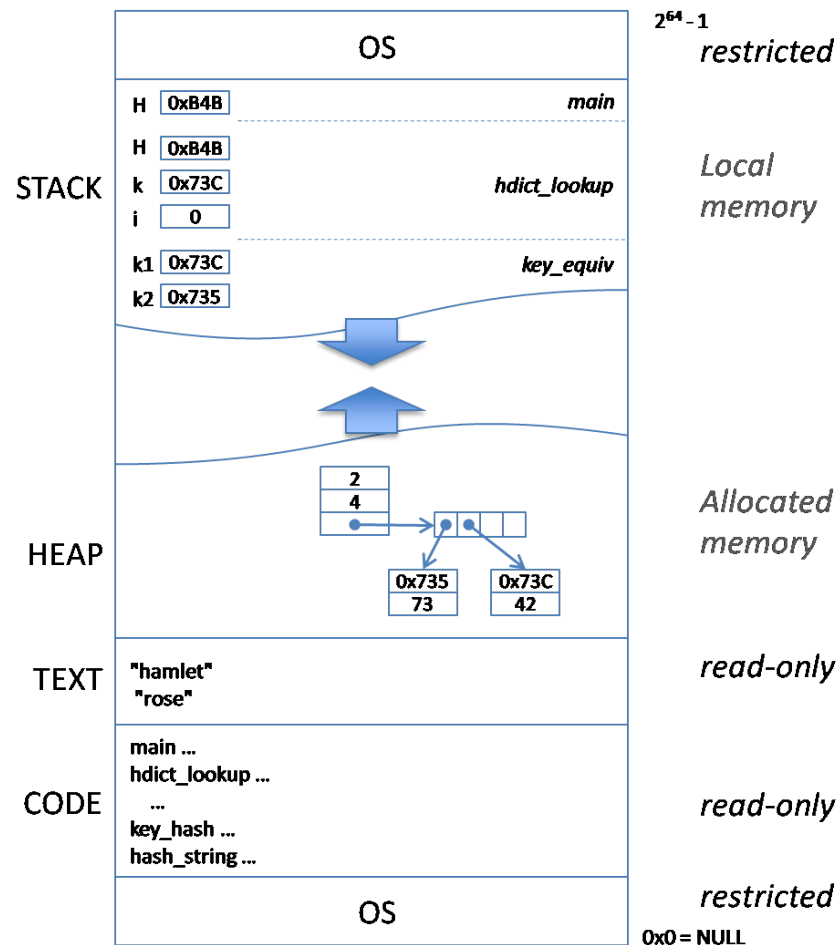 2⁶⁴ - 1
OS
restricted
H 0xB4B
main
STACK
H 0xB4B
k 0x73C
i 0
hdict_lookup
Local
memory
k1 0x73C
k2 0x735
key_equiv
HEAP
2
4
0x735
73
0x73C
42
Allocated
memory
TEXT
"hamlet"
"rose"
read-only
CODE
main ...
hdict_lookup ...
...
key_hash ...
hash_string ...
read-only
OS
restricted
0x0 = NULL